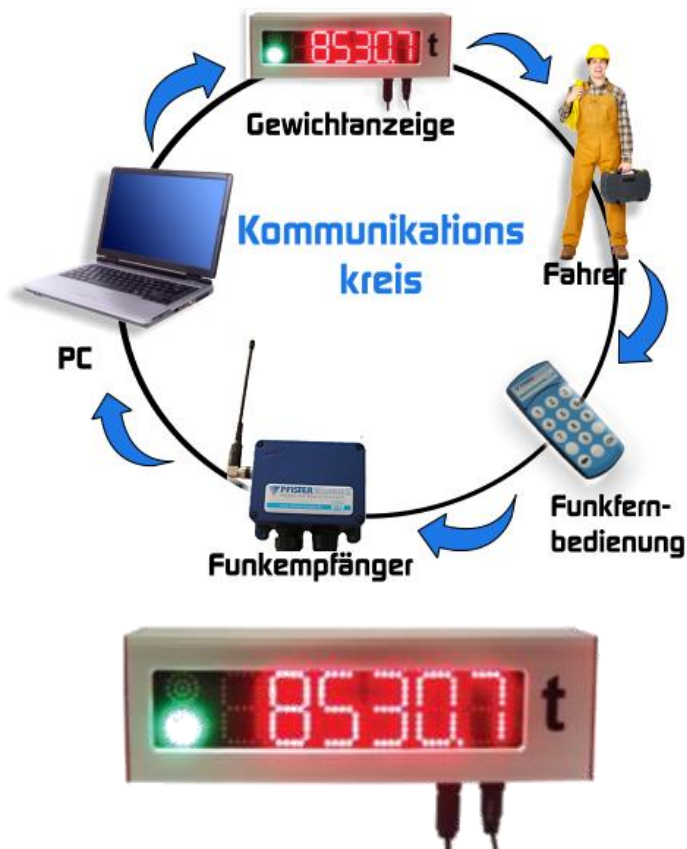 8530.7 t
Gewichtanzeige
Kommunikations
kreis
Fahrer
PC
PFISTER
Funkfern-
bedienung
Funkempfänger
8530.7 t